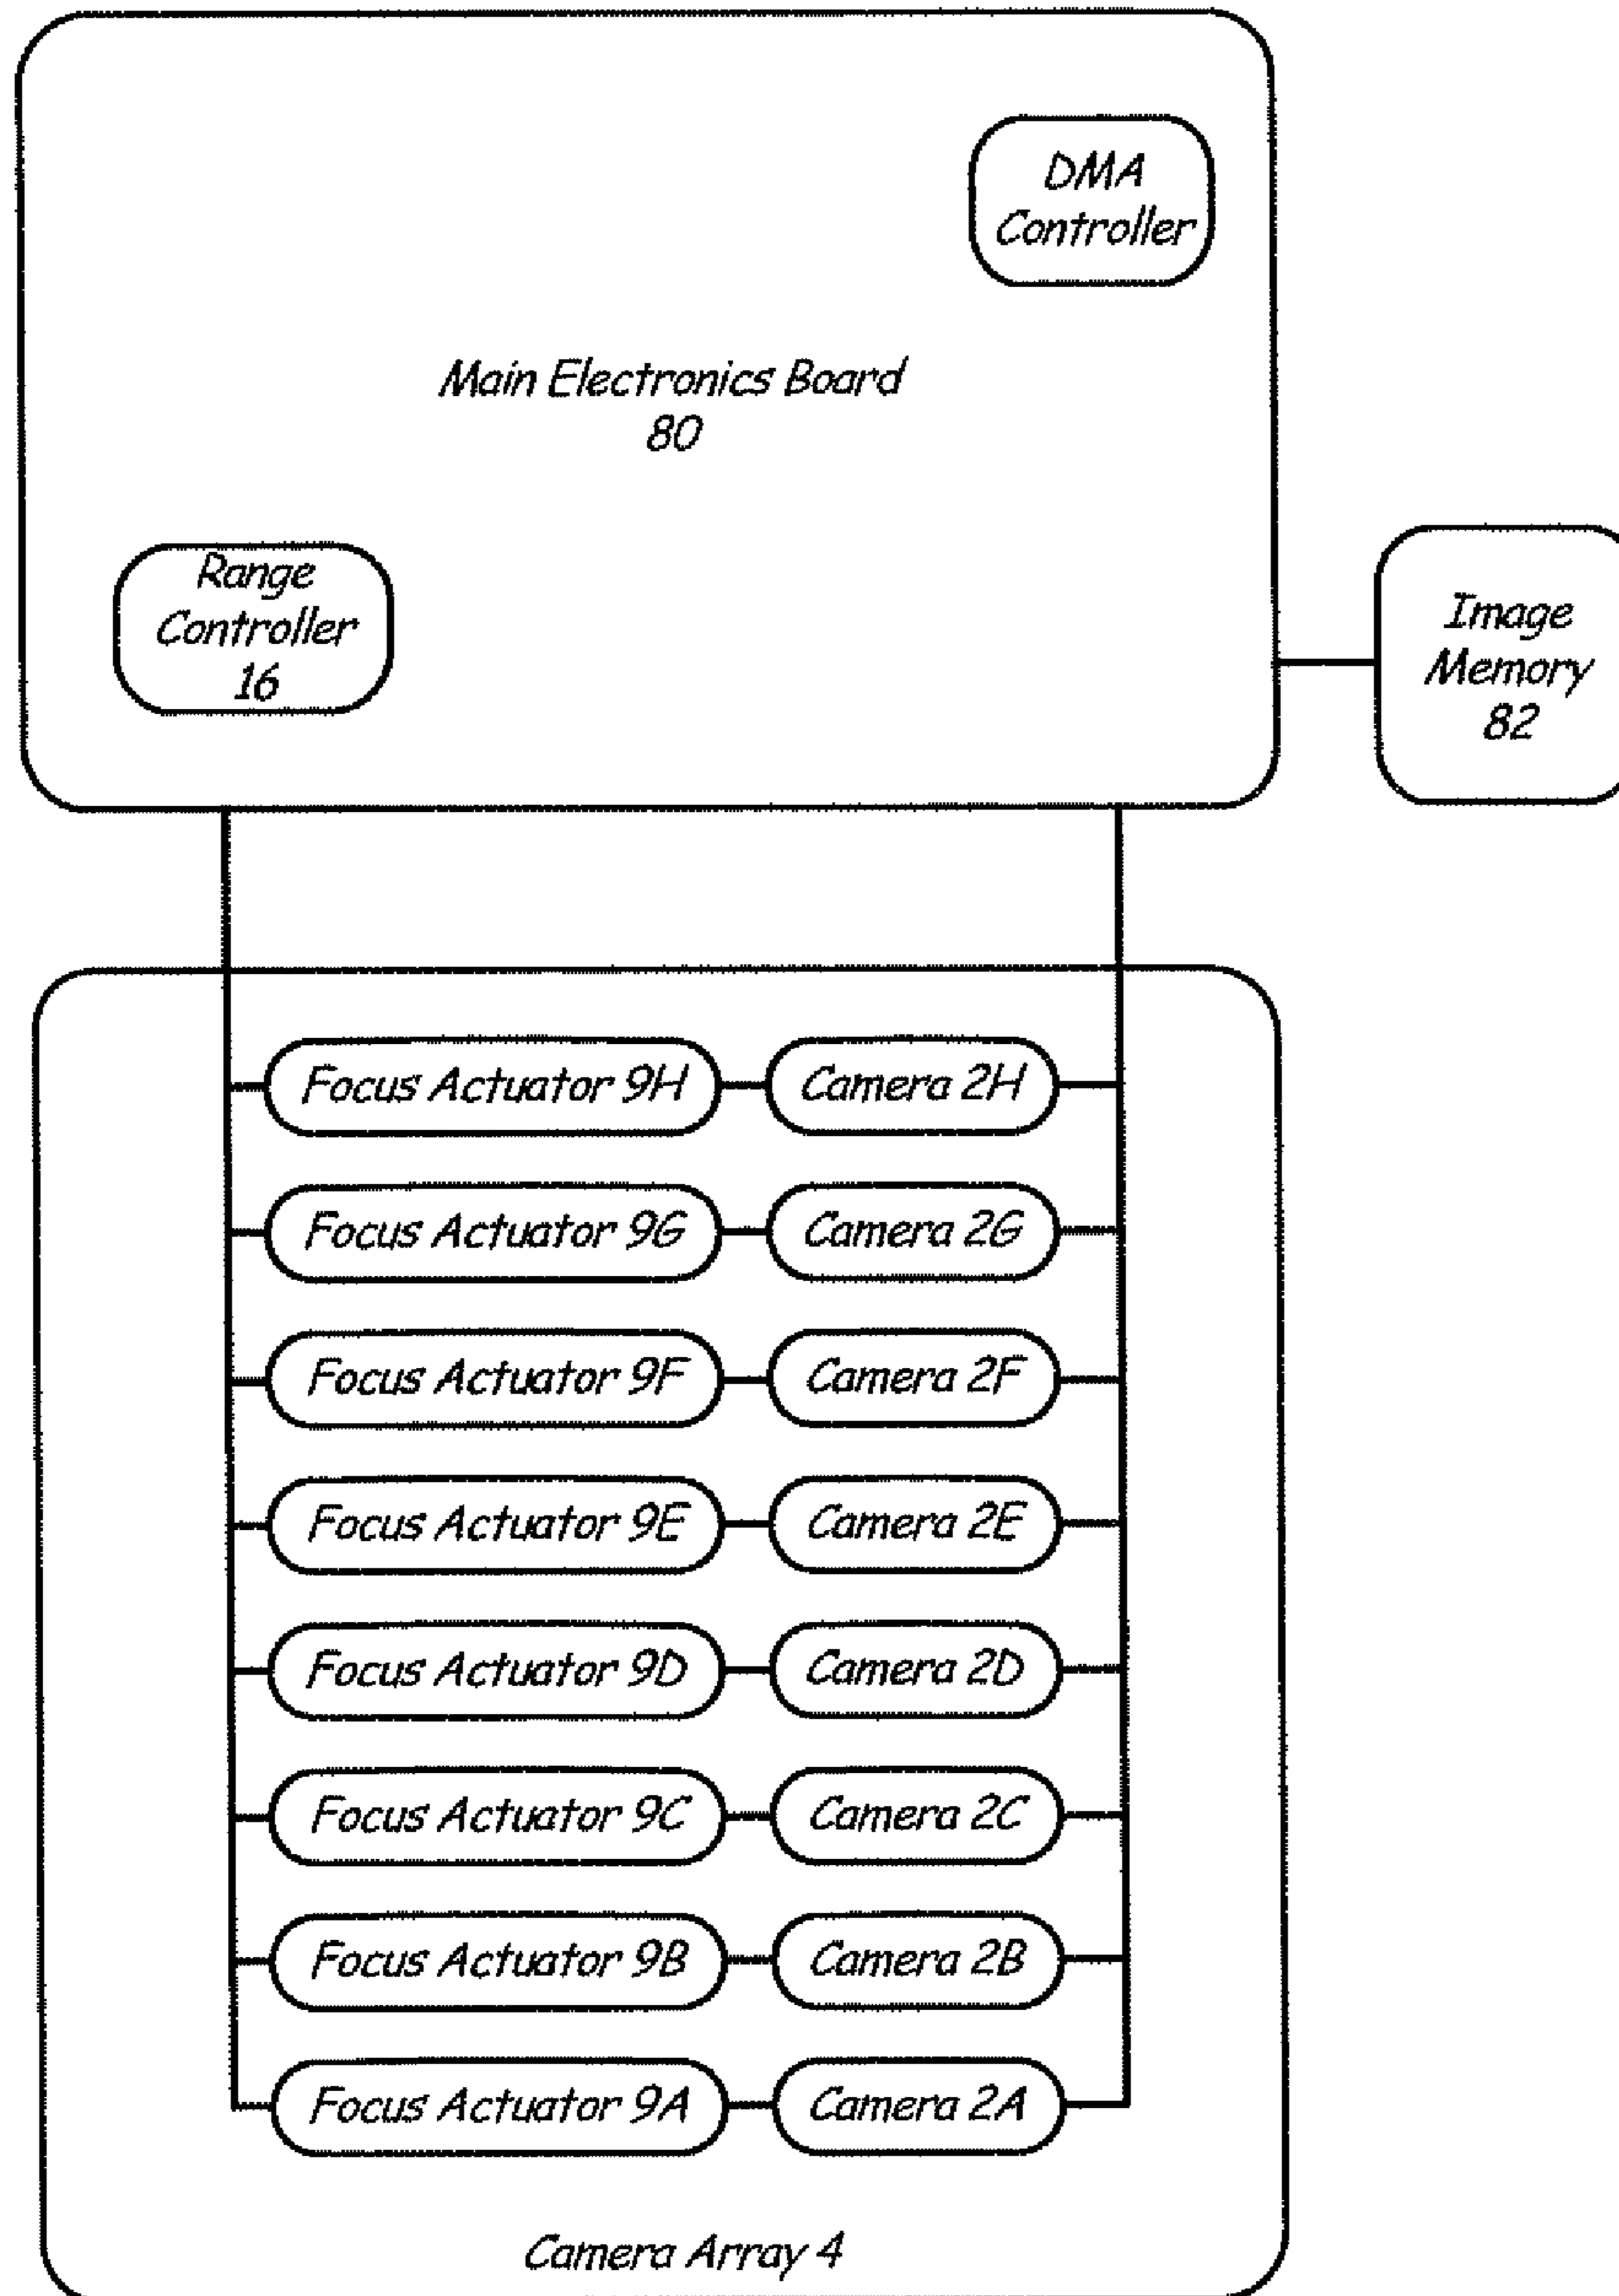 DMA
Controller
Main Electronics Board
80
Range
Controller
16
Image
Memory
82
Focus Actuator 9H Camera 2H
Focus Actuator 9G Camera 2G
Focus Actuator 9F Camera 2F
Focus Actuator 9E Camera 2E
Focus Actuator 9D Camera 2D
Focus Actuator 9C Camera 2C
Focus Actuator 9B Camera 2B
Focus Actuator 9A Camera 2A
Camera Array 4